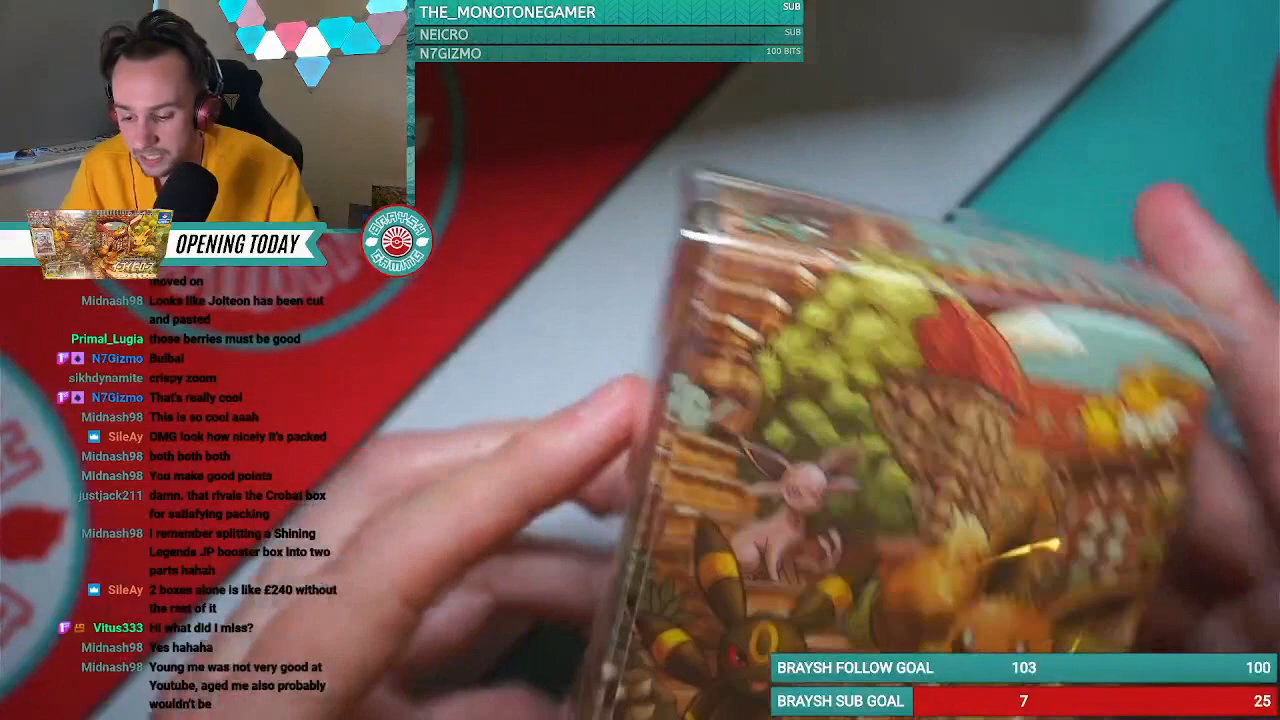 THE_MONOTONEGAMER SUB
NEICRO SUB
N7GIZMO 100 BITS
OPENING TODAY
BRAYSH
GAMING
moved on
Midnash98 Looks like Jolteon has been cut
and pasted
Primal_Lugia those berries must be good
N7Gizmo Bulbal
sikhdynamite crispy zoom
N7Gizmo That's really cool
Midnash98 This is so cool aaah
SileAy OMG look how nicely it's packed
Midnash98 both both both
Midnash98 You make good points
justjack211 damn. that rivals the Crobat box
for satisfying packing
Midnash98 I remember splitting a Shining
Legends JP booster box into two
parts hahah
SileAy 2 boxes alone is like £240 without
the rest of it
Vitus333 Hi what did I miss?
Midnash98 Yes hahaha
Midnash98 Young me was not very good at
Youtube, aged me also probably
wouldn't be
BRAYSH FOLLOW GOAL 103 100
BRAYSH SUB GOAL 7 25